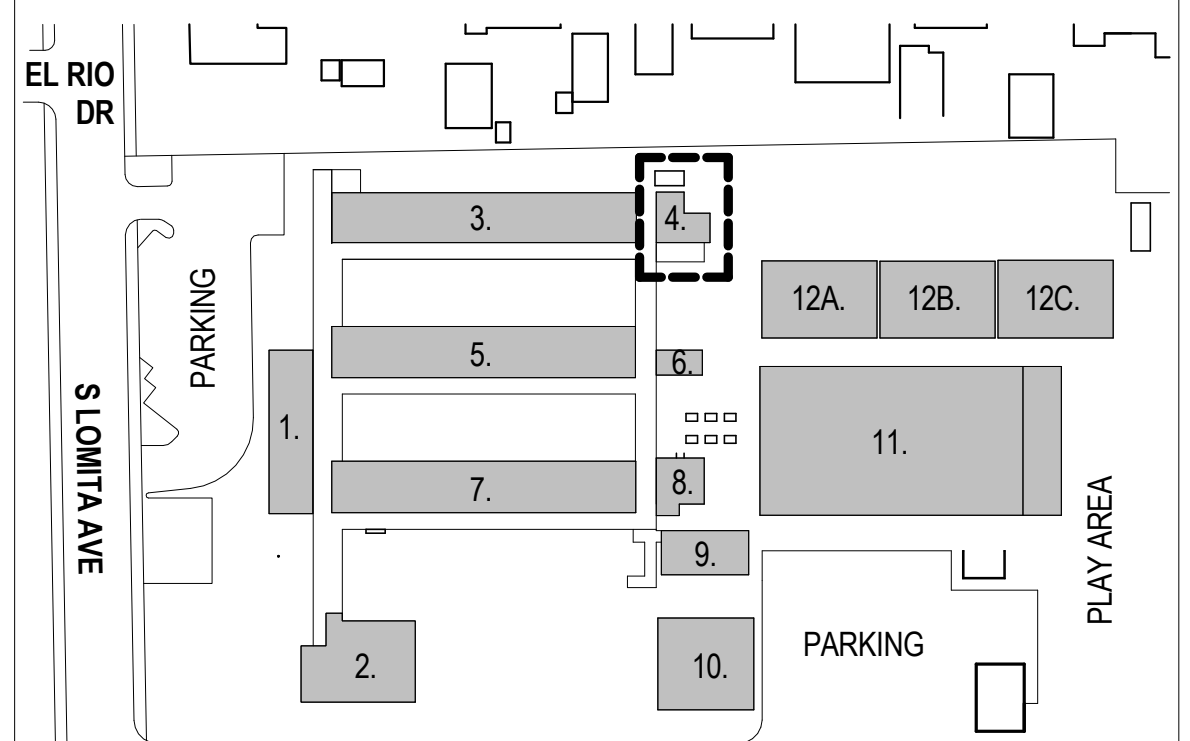 EL RIO
DR
3.
4.
12A.
12B.
12C.
PARKING
5.
6.
S LOMITA AVE
1.
11.
7.
8.
PLAY AREA
9.
2.
10.
PARKING